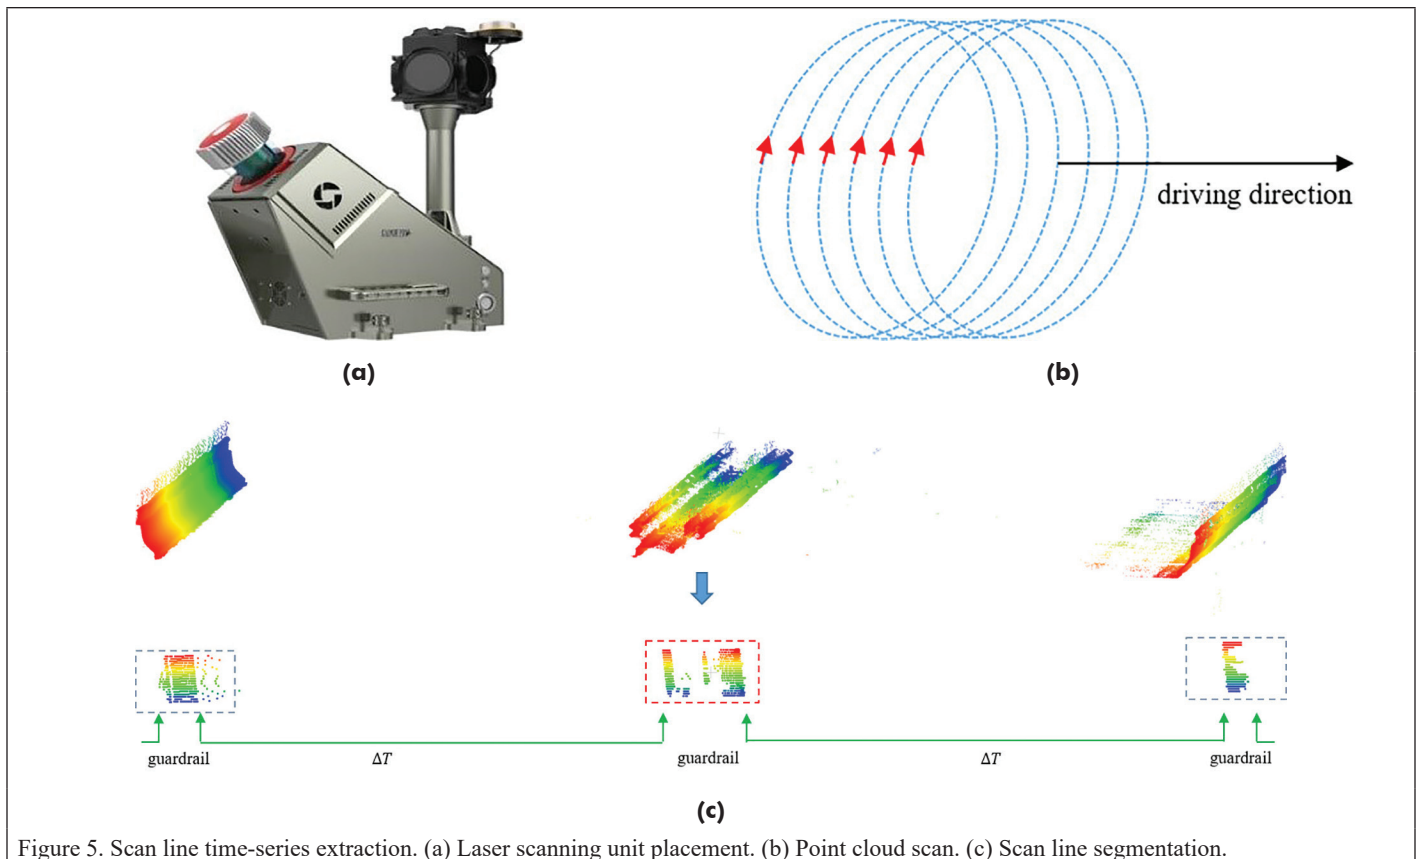 (a)
driving direction
(b)
guardrail
ΔT
guardrail
ΔT
guardrail
(c)
Figure 5. Scan line time-series extraction. (a) Laser scanning unit placement. (b) Point cloud scan. (c) Scan line segmentation.